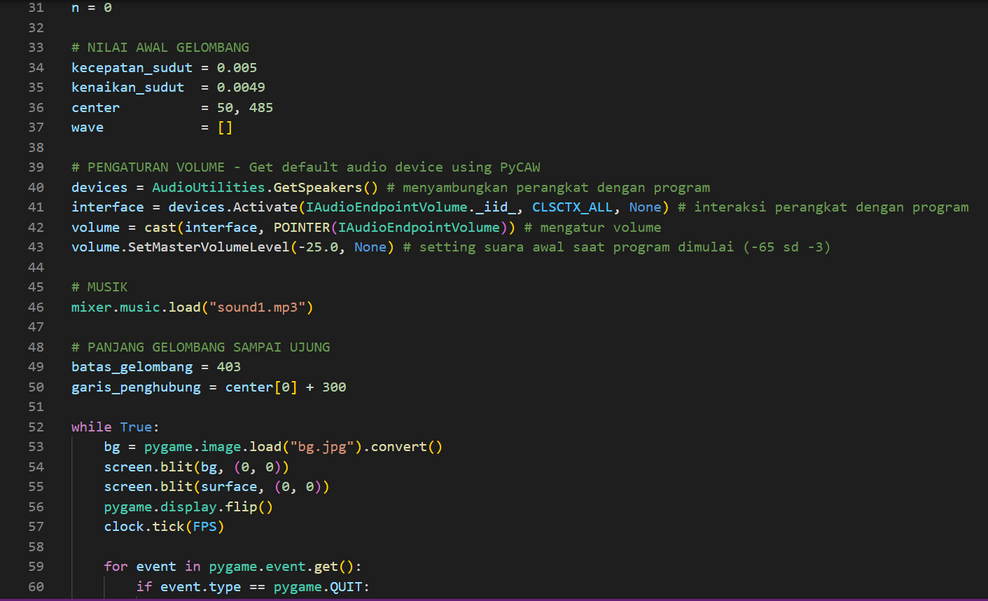 31 n = 0
32
33 # NILAI AWAL GELOMBANG
34 kecepatan_sudut = 0.005
35 kenaikan_sudut  = 0.0049
36 center          = 50, 485
37 wave            = []
38
39 # PENGATURAN VOLUME - Get default audio device using PyCAW
40 devices = AudioUtilities.GetSpeakers() # menyambungkan perangkat dengan program
41 interface = devices.Activate(IAudioEndpointVolume._iid_, CLSCTX_ALL, None) # interaksi perangkat dengan program
42 volume = cast(interface, POINTER(IAudioEndpointVolume)) # mengatur volume
43 volume.SetMasterVolumeLevel(-25.0, None) # setting suara awal saat program dimulai (-65 sd -3)
44
45 # MUSIK
46 mixer.music.load("sound1.mp3")
47
48 # PANJANG GELOMBANG SAMPAI UJUNG
49 batas_gelombang = 403
50 garis_penghubung = center[0] + 300
51
52 while True:
53     bg = pygame.image.load("bg.jpg").convert()
54     screen.blit(bg, (0, 0))
55     screen.blit(surface, (0, 0))
56     pygame.display.flip()
57     clock.tick(FPS)
58
59     for event in pygame.event.get():
60         if event.type == pygame.QUIT: